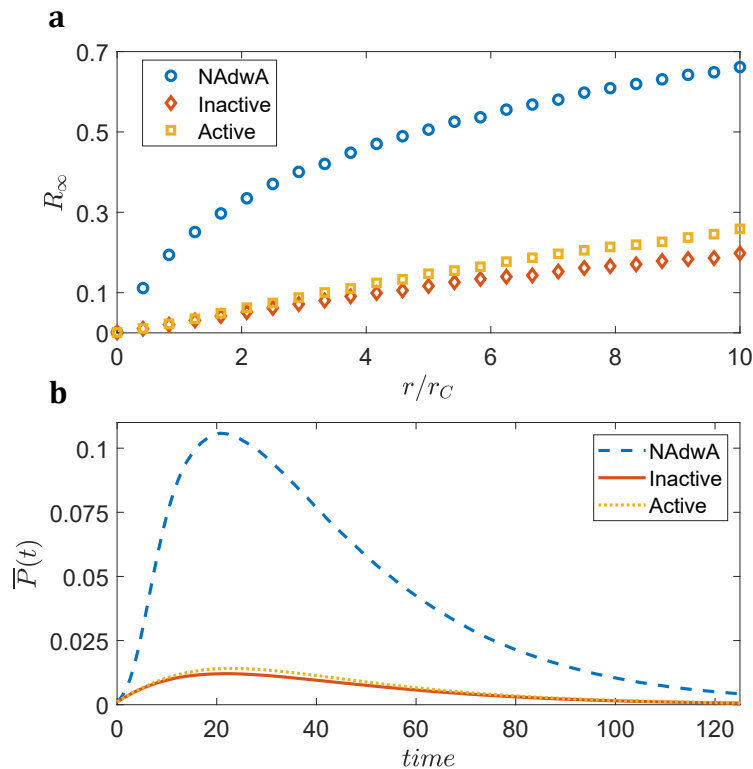 a
0.7
0.5
0.3
0.1
0
R∞
NAdwA
Inactive
Active
0 2 4 6 8 10
r/r_C
b
0.1
0.075
0.05
0.025
0
P̅(t)
NAdwA
Inactive
Active
0 20 40 60 80 100 120
time